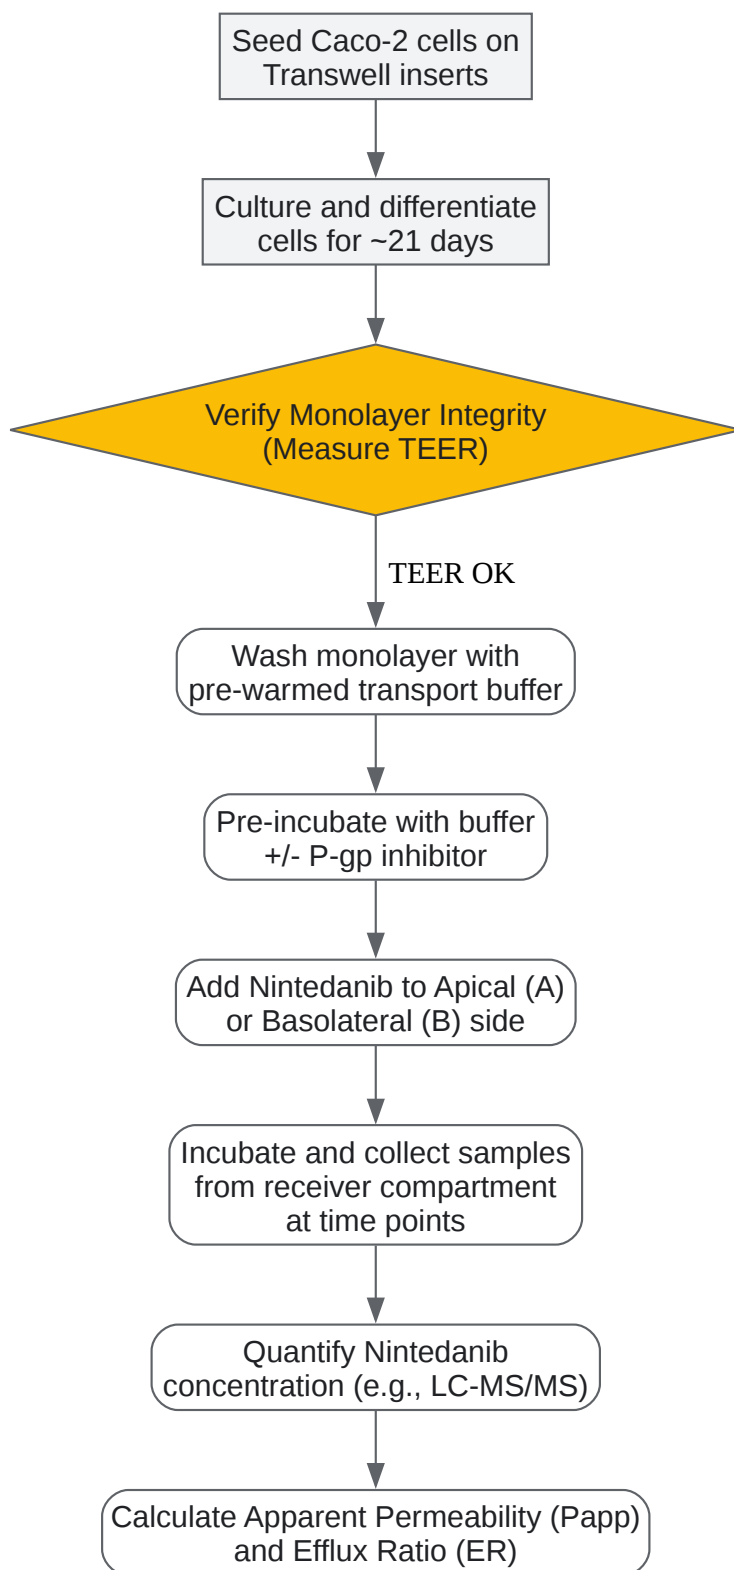 Seed Caco-2 cells on
Transwell inserts
Culture and differentiate
cells for ~21 days
Verify Monolayer Integrity
(Measure TEER)
TEER OK
Wash monolayer with
pre-warmed transport buffer
Pre-incubate with buffer
+/- P-gp inhibitor
Add Nintedanib to Apical (A)
or Basolateral (B) side
Incubate and collect samples
from receiver compartment
at time points
Quantify Nintedanib
concentration (e.g., LC-MS/MS)
Calculate Apparent Permeability (Papp)
and Efflux Ratio (ER)